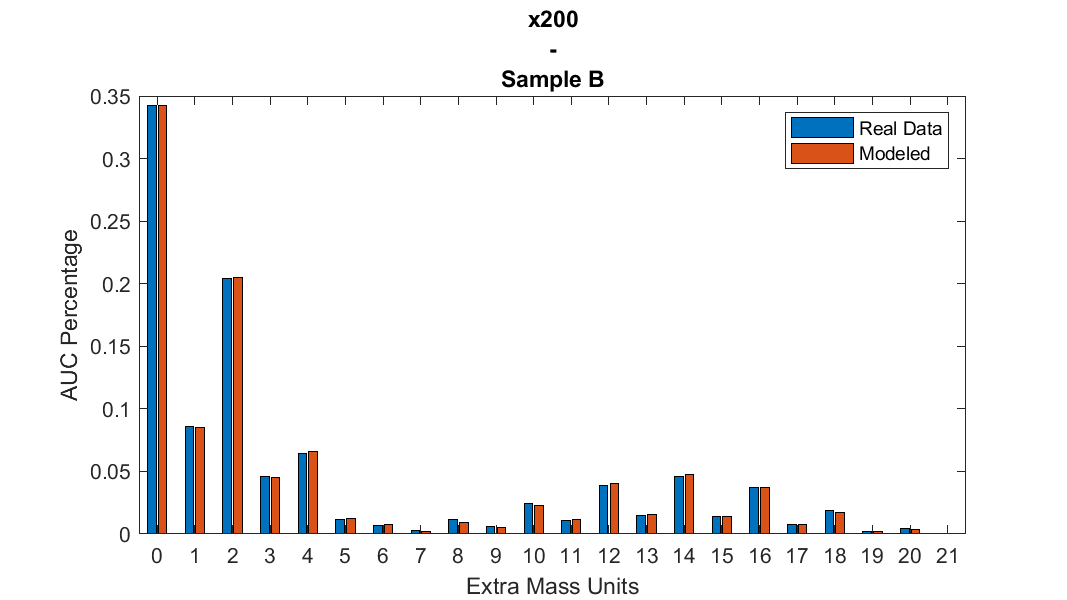 x200
-
Sample B
Real Data
Modeled
AUC Percentage
0.35
0.3
0.25
0.2
0.15
0.1
0.05
0
0 1 2 3 4 5 6 7 8 9 10 11 12 13 14 15 16 17 18 19 20 21
Extra Mass Units